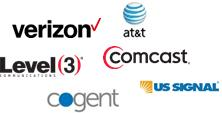 verizon
at&t
Level (3)
COMMUNICATIONS
Comcast
cogent
US SIGNAL